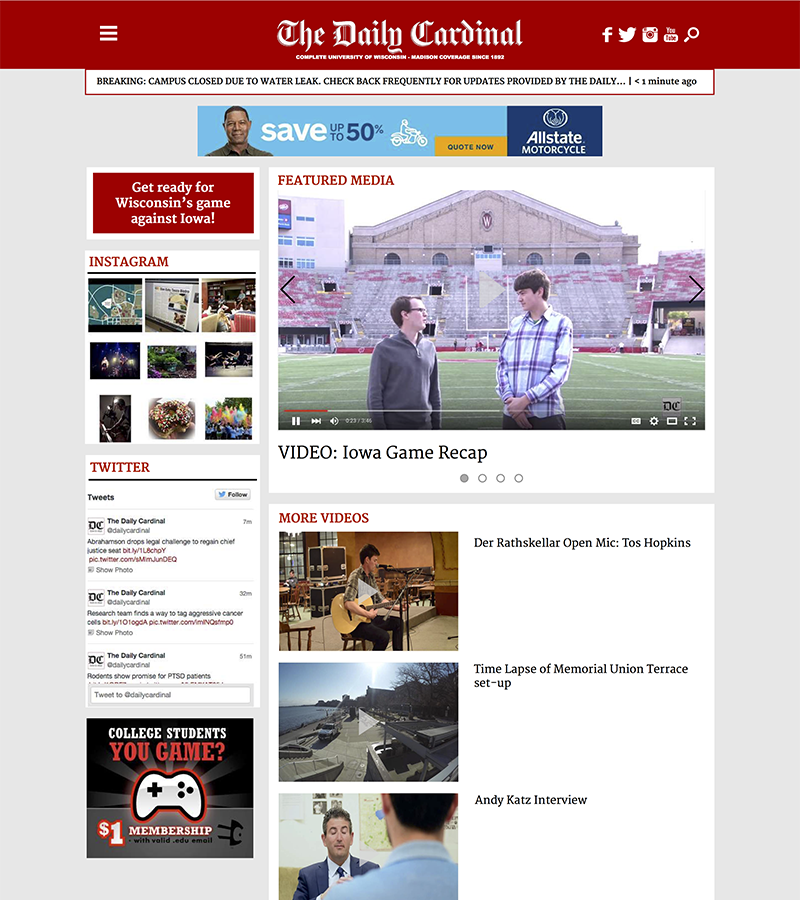 The Daily Cardinal
COMPLETE UNIVERSITY OF WISCONSIN - MADISON COVERAGE SINCE 1892
You
Tube
BREAKING: CAMPUS CLOSED DUE TO WATER LEAK. CHECK BACK FREQUENTLY FOR UPDATES PROVIDED BY THE DAILY... | < 1 minute ago
save UP TO 50%
QUOTE NOW
Allstate
MOTORCYCLE
Get ready for
Wisconsin's game
against Iowa!
INSTAGRAM
TWITTER
Tweets
Follow
The Daily Cardinal 7m
@dailycardinal
Abrahamson drops legal challenge to regain chief
justice seat bit.ly/1L8chpY
pic.twitter.com/sMimJunDEQ
Show Photo
The Daily Cardinal 32m
@dailycardinal
Research team finds a way to tag aggressive cancer
cells bit.ly/1O1ogdA pic.twitter.com/lmINQsfmp0
Show Photo
The Daily Cardinal 51m
@dailycardinal
Rodents show promise for PTSD patients
Tweet to @dailycardinal
COLLEGE STUDENTS
YOU GAME?
$1 MEMBERSHIP
- with valid .edu email
FEATURED MEDIA
W
DC
0:23 / 3:46
VIDEO: Iowa Game Recap
MORE VIDEOS
Der Rathskellar Open Mic: Tos Hopkins
Time Lapse of Memorial Union Terrace
set-up
Andy Katz Interview